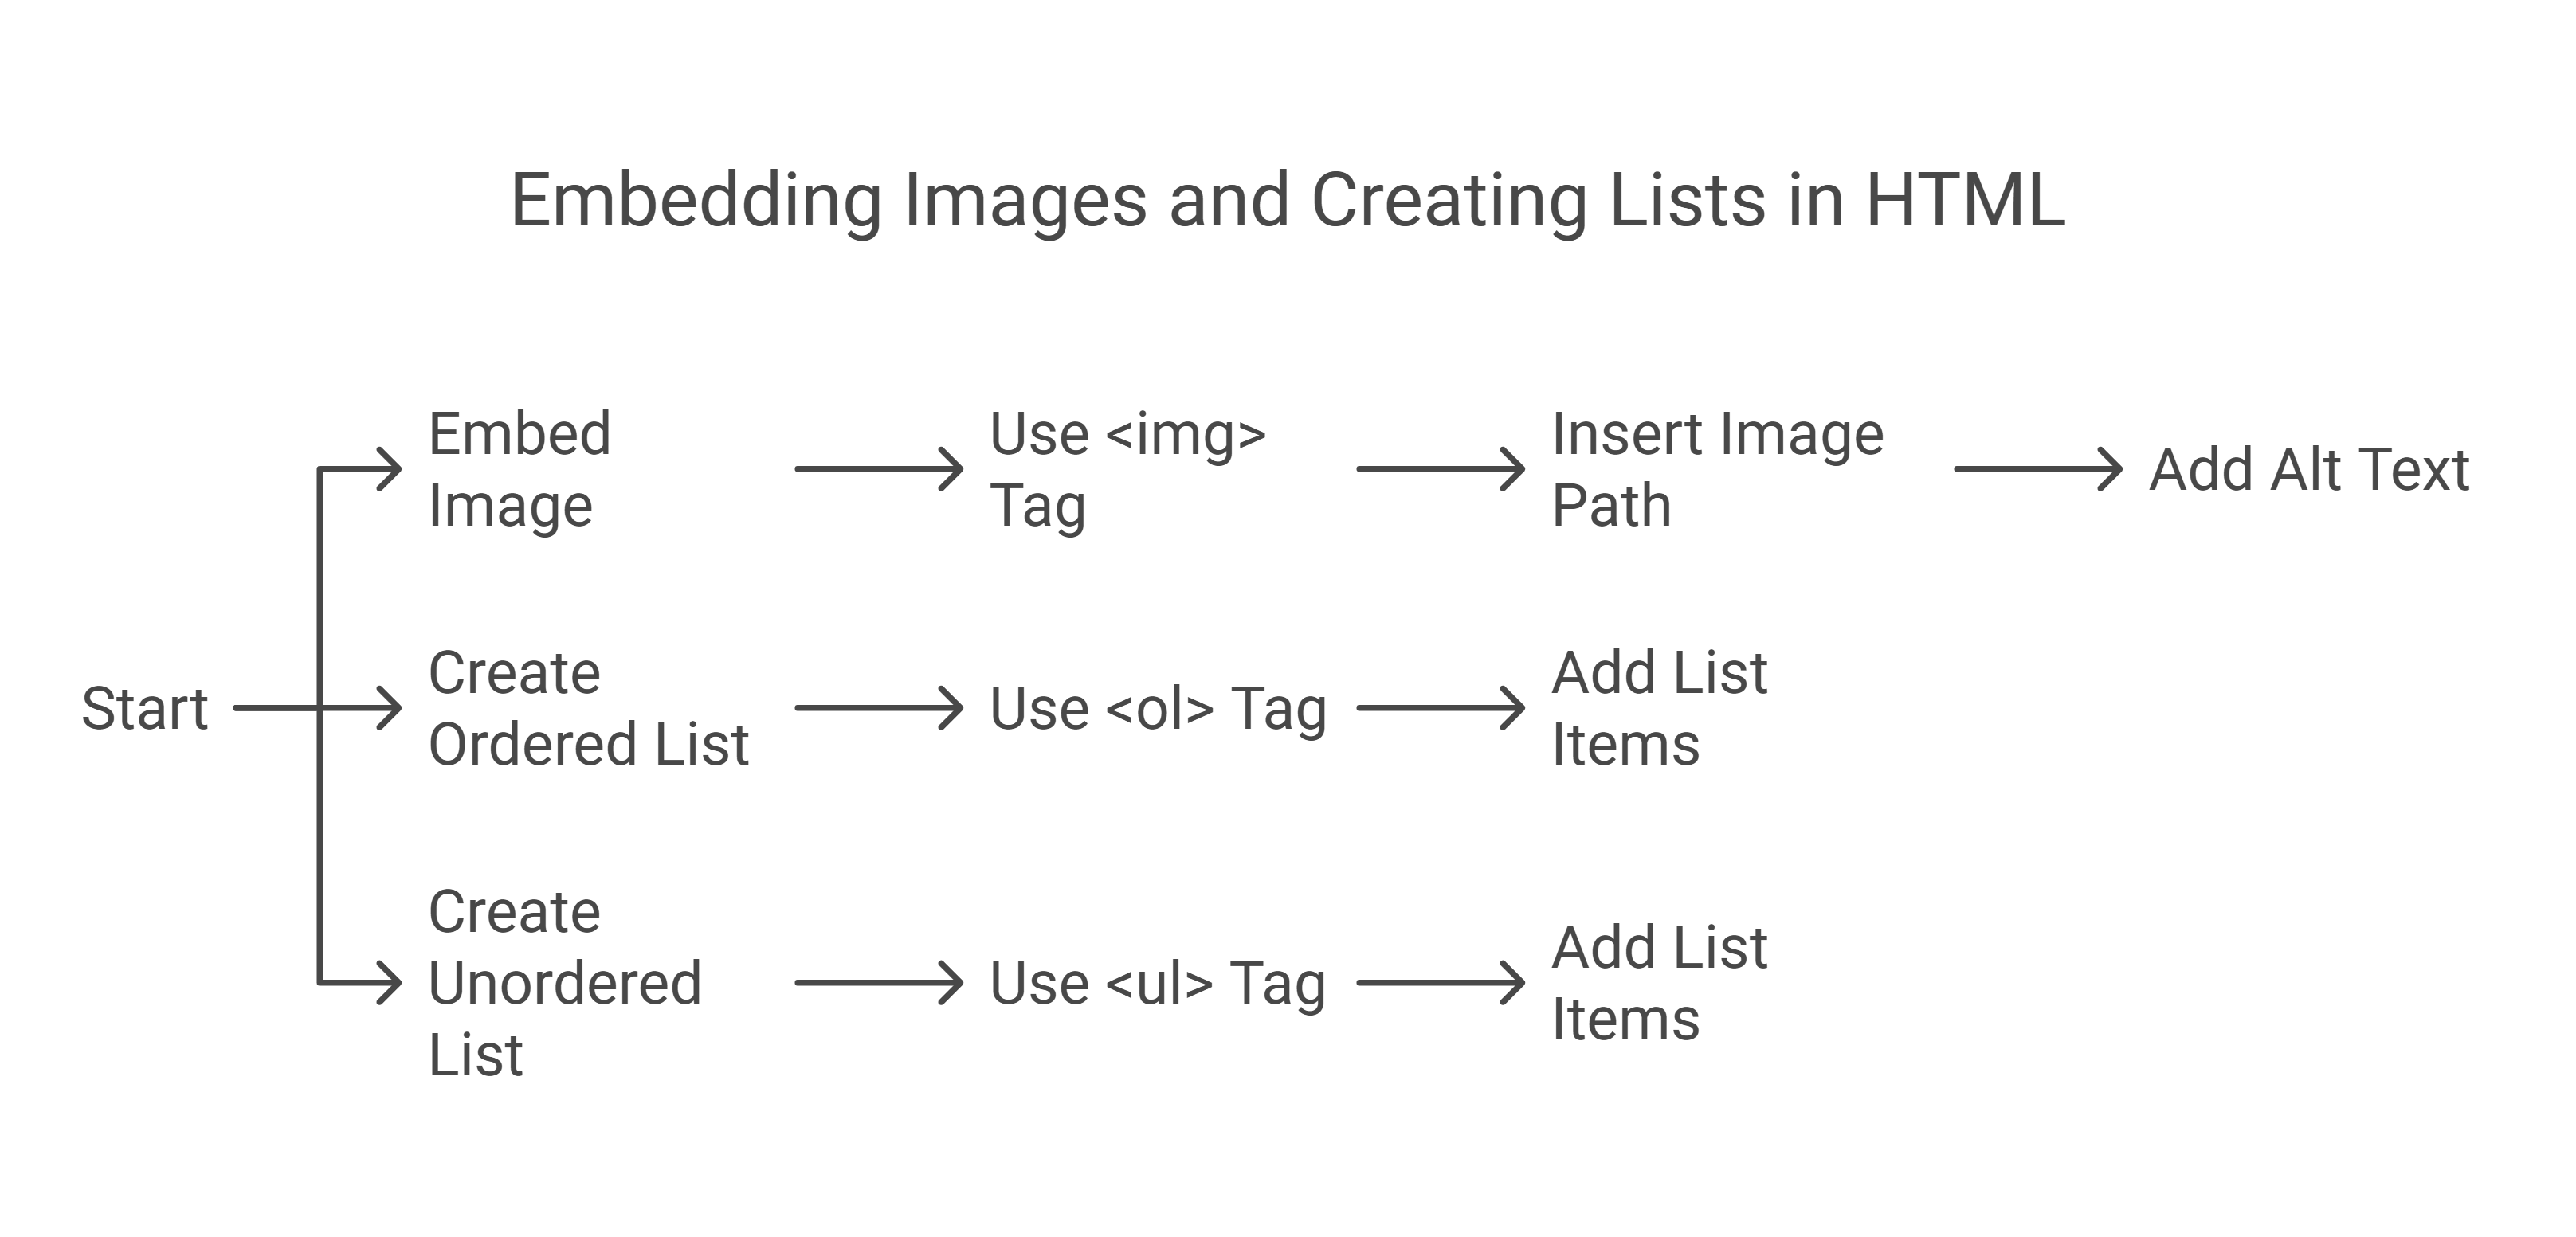 Embedding Images and Creating Lists in HTML
Embed
Image
Use <img>
Tag
Insert Image
Path
Add Alt Text
Start
Create
Ordered List
Use <ol> Tag
Add List
Items
Create
Unordered
List
Use <ul> Tag
Add List
Items